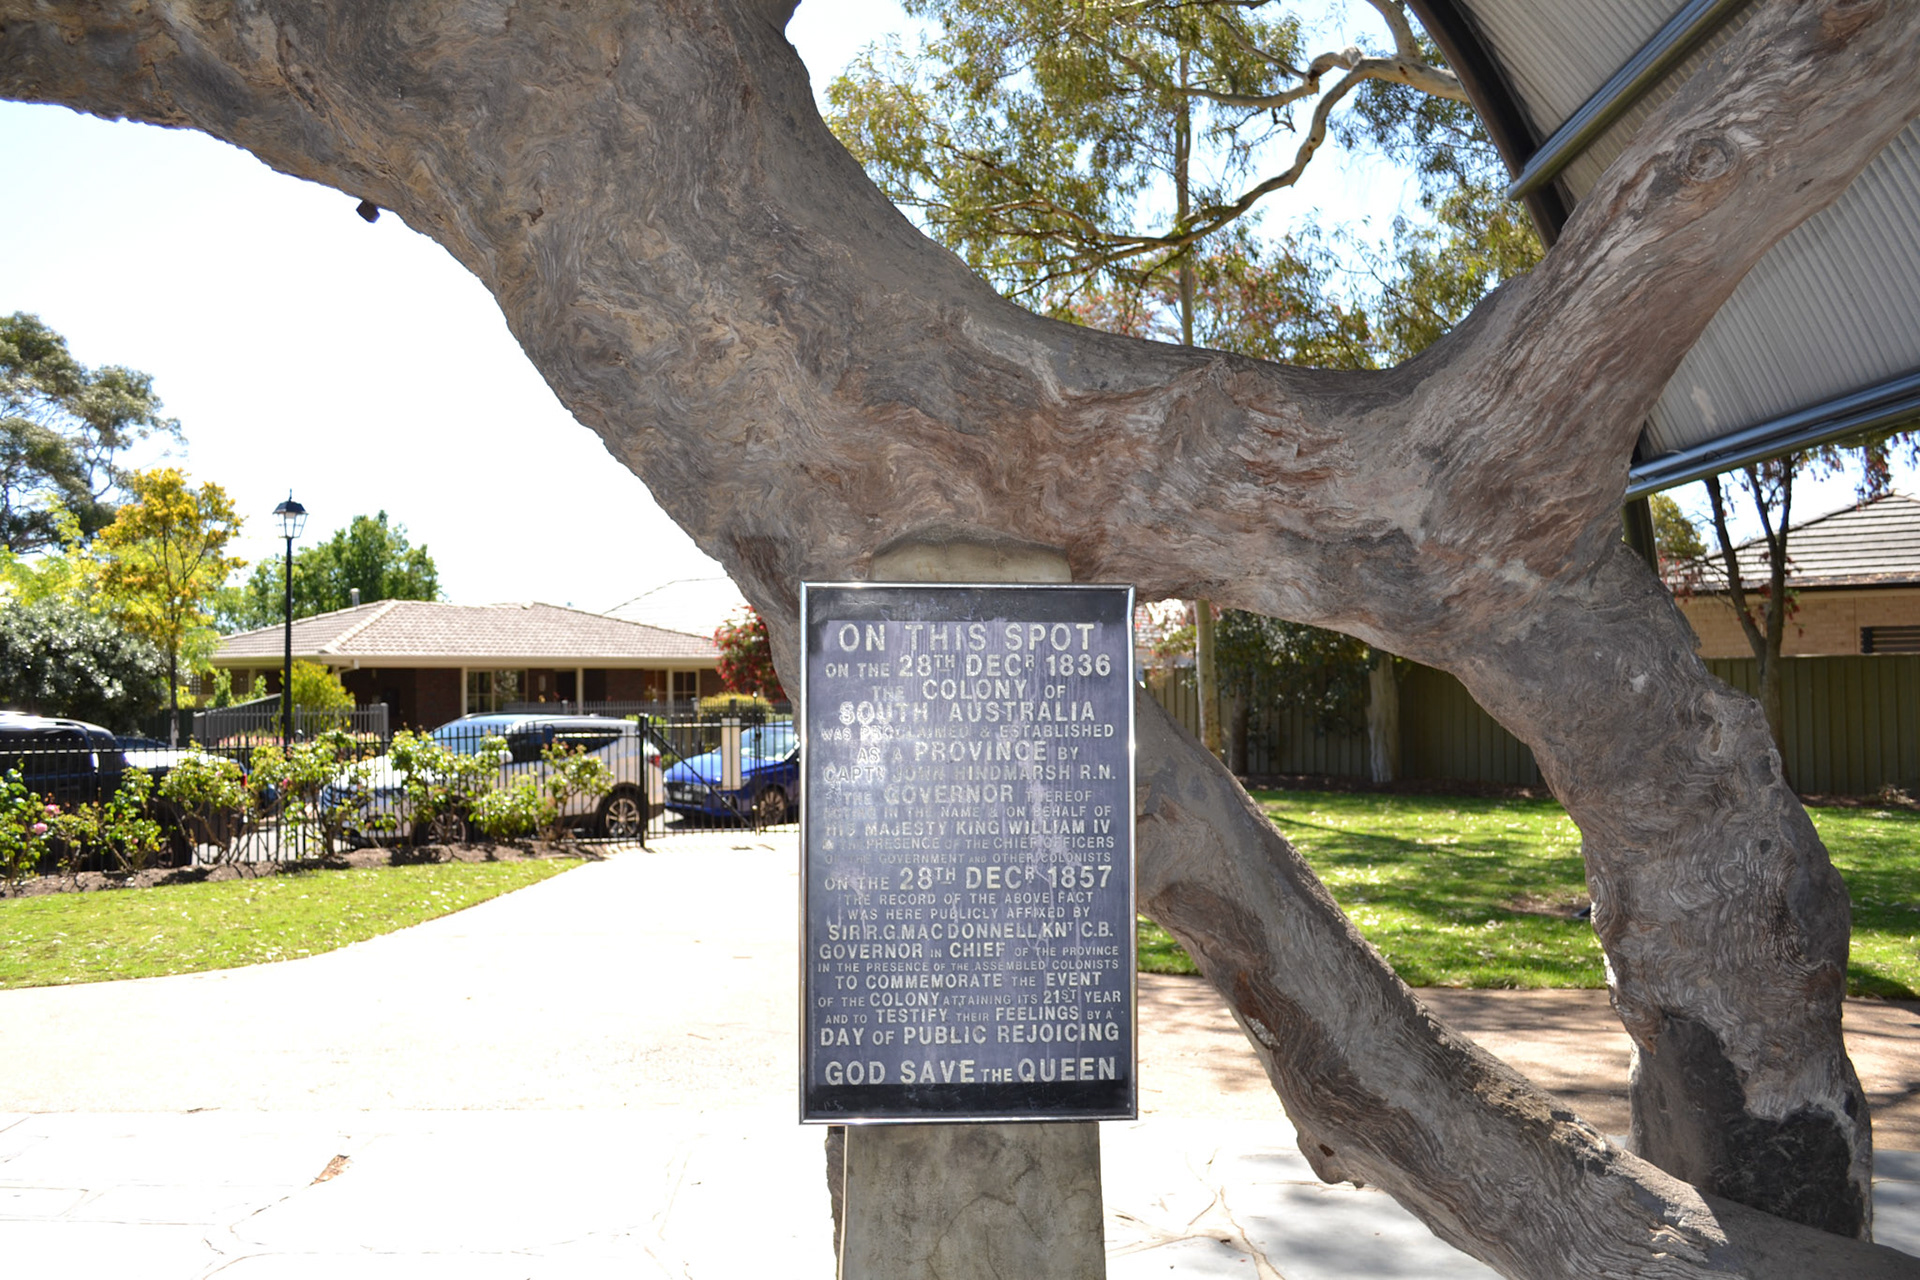 ON THIS SPOT
ON THE 28TH DECR 1836
THE COLONY OF
SOUTH AUSTRALIA
WAS PROCLAIMED & ESTABLISHED
AS A PROVINCE BY
CAPTN JOHN HINDMARSH R.N.
THE GOVERNOR THEREOF
ACTING IN THE NAME & ON BEHALF OF
HIS MAJESTY KING WILLIAM IV
& IN PRESENCE OF THE CHIEF OFFICERS
OF THE GOVERNMENT AND OTHER COLONISTS
ON THE 28TH DECR 1857
THE RECORD OF THE ABOVE FACT
WAS HERE PUBLICLY AFFIXED BY
SIR R.G. MAC DONNELL KNT C.B.
GOVERNOR IN CHIEF OF THE PROVINCE
IN THE PRESENCE OF THE ASSEMBLED COLONISTS
TO COMMEMORATE THE EVENT
OF THE COLONY ATTAINING ITS 21ST YEAR
AND TO TESTIFY THEIR FEELINGS BY A
DAY OF PUBLIC REJOICING
GOD SAVE THE QUEEN